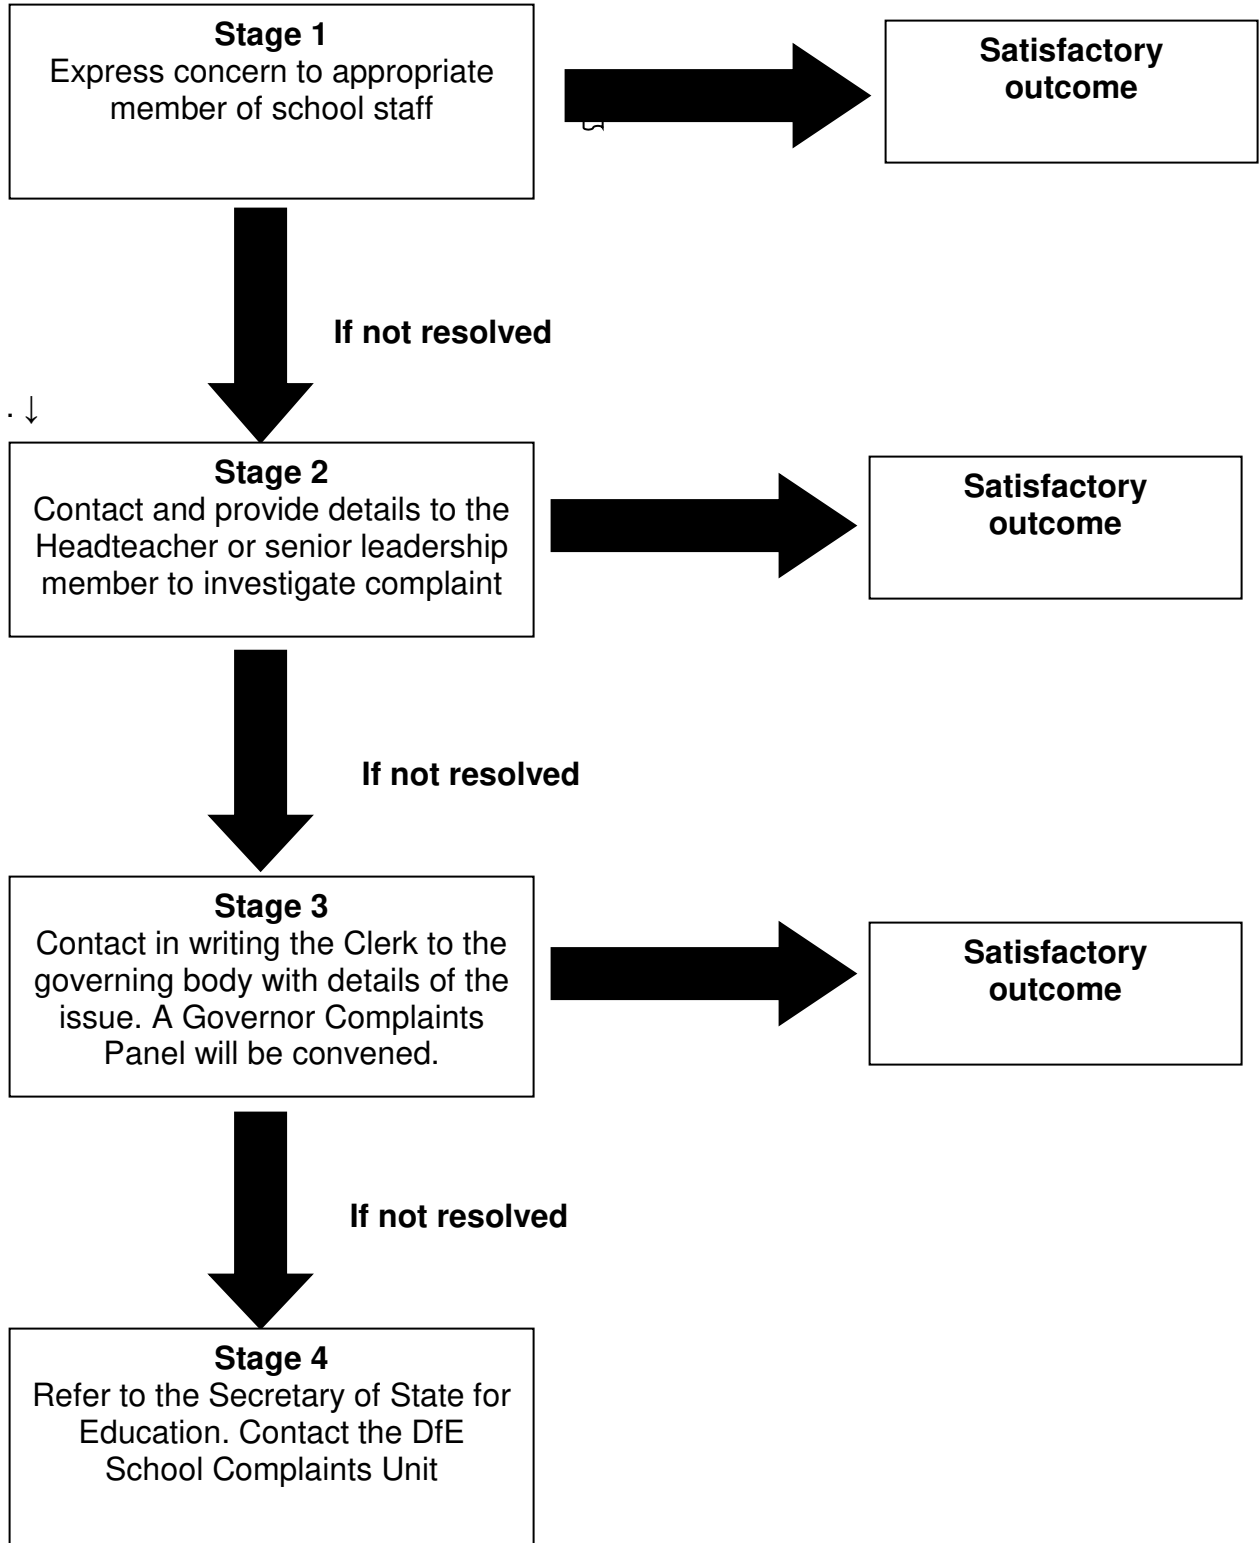 Stage 1
Express concern to appropriate
member of school staff
Satisfactory
outcome
If not resolved
. ↓
Stage 2
Contact and provide details to the
Headteacher or senior leadership
member to investigate complaint
Satisfactory
outcome
If not resolved
Stage 3
Contact in writing the Clerk to the
governing body with details of the
issue. A Governor Complaints
Panel will be convened.
Satisfactory
outcome
If not resolved
Stage 4
Refer to the Secretary of State for
Education. Contact the DfE
School Complaints Unit